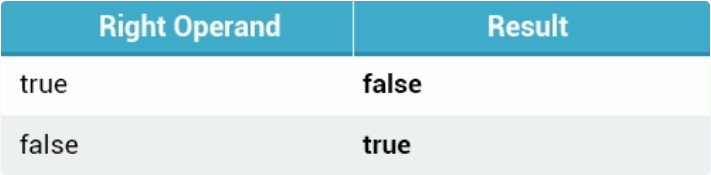 Right Operand Result
true false
false true